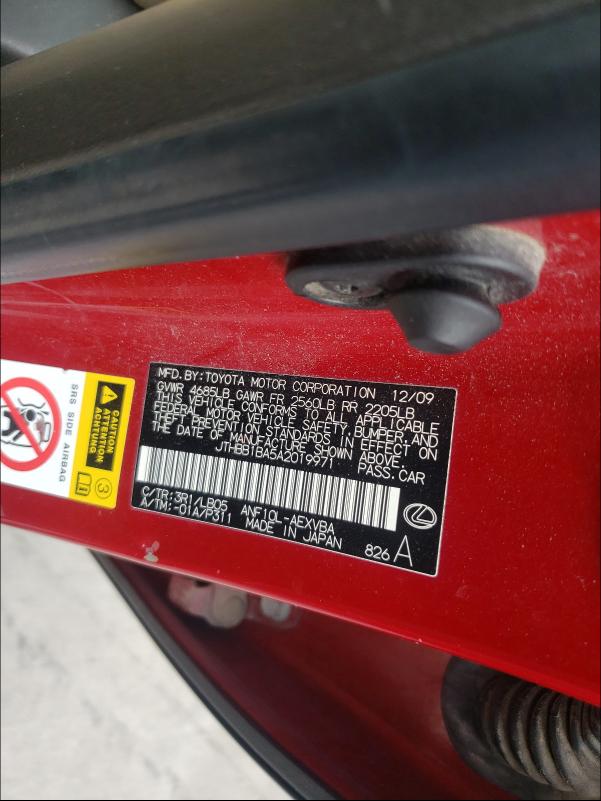 SRS SIDE AIRBAG
CAUTION
ATTENTION
ACHTUNG
3
MFD. BY: TOYOTA MOTOR CORPORATION 12/09
GVWR 4685LB GAWR FR 2560LB RR 2205LB
THIS VEHICLE CONFORMS TO ALL APPLICABLE
FEDERAL MOTOR VEHICLE SAFETY, BUMPER, AND
THEFT PREVENTION STANDARDS IN EFFECT ON
THE DATE OF MANUFACTURE SHOWN ABOVE.
JTHBB1BA5A2019971 PASS. CAR
C/TR: 3R1/LB05 ANF10L-AEXVBA
A/TM: -01A/P311 MADE IN JAPAN
826 A